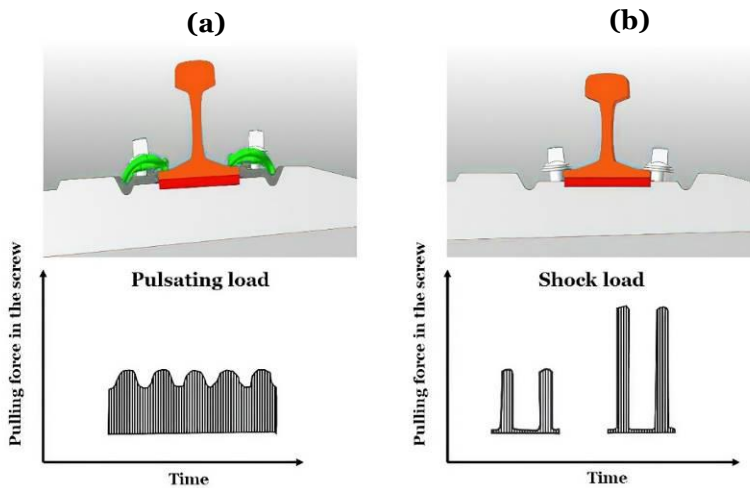 (a)
(b)
Pulsating load
Shock load
Pulling force in the screw
Pulling force in the screw
Time
Time